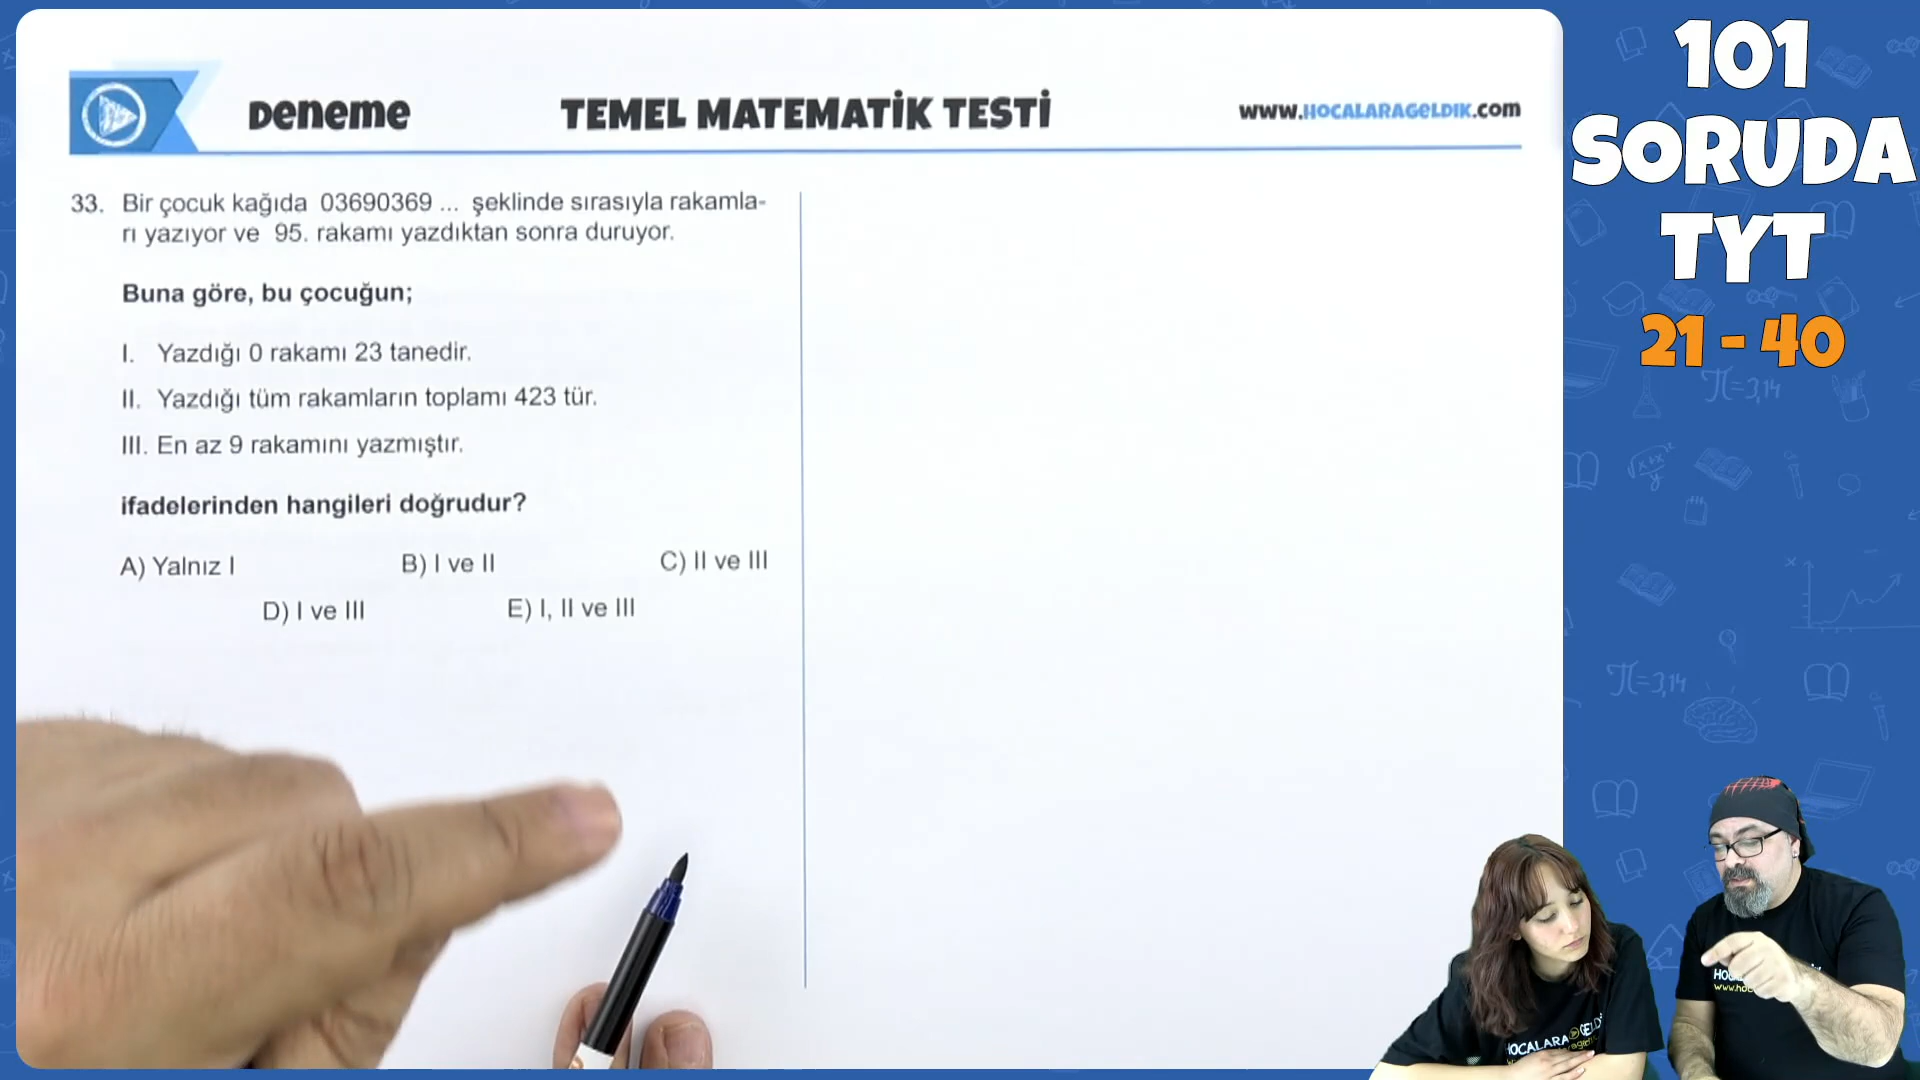 Deneme
TEMEL MATEMATİK TESTİ
www.HOCALARAGELDIK.com
33. Bir çocuk kağıda 03690369 ... şeklinde sırasıyla rakamla-
rı yazıyor ve 95. rakamı yazdıktan sonra duruyor.
Buna göre, bu çocuğun;
I. Yazdığı 0 rakamı 23 tanedir.
II. Yazdığı tüm rakamların toplamı 423 tür.
III. En az 9 rakamını yazmıştır.
ifadelerinden hangileri doğrudur?
A) Yalnız I
B) I ve II
C) II ve III
D) I ve III
E) I, II ve III
101
SORUDA
TYT
21 - 40
π=3,14
π=3,14